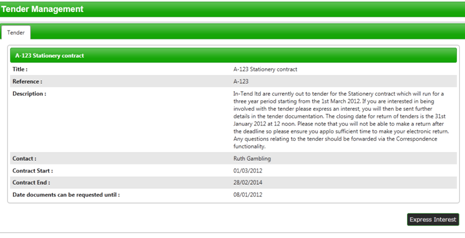 Tender Management
Tender
A-123 Stationery contract
Title : A-123 Stationery contract
Reference : A-123
Description : In-Tend ltd are currently out to tender for the Stationery contract which will run for a
three year period starting from the 1st March 2012. If you are interested in being
involved with the tender please express an interest, you will then be sent further
details in the tender documentation. The closing date for return of tenders is the 31st
January 2012 at 12 noon. Please note that you will not be able to make a return after
the deadline so please ensure you applo sufficient time to make your electronic return.
Any questions relating to the tender should be forwarded via the Correspondence
functionality.
Contact : Ruth Gambling
Contract Start : 01/03/2012
Contract End : 28/02/2014
Date documents can be requested until : 08/01/2012
Express Interest